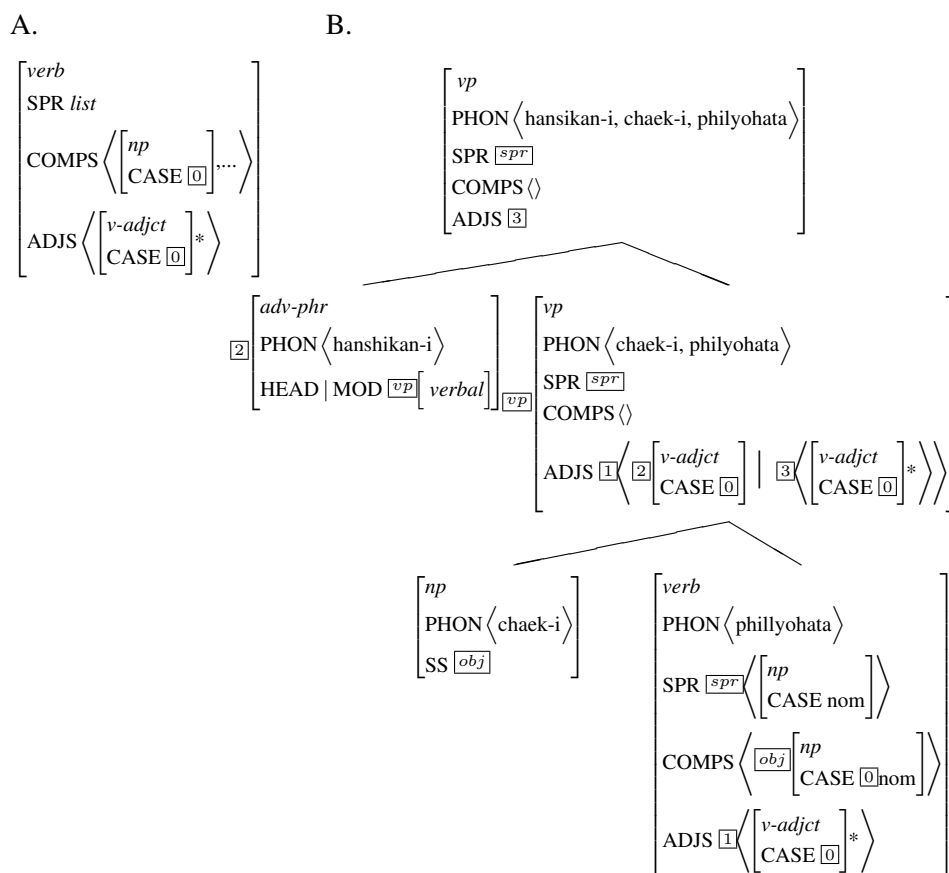 A.
verb
SPR list
COMPS ⟨[np
CASE [0]],...⟩
ADJS ⟨[v-adjct
CASE [0]]*⟩
B.
vp
PHON ⟨hansikan-i, chaek-i, philyohata⟩
SPR [spr]
COMPS ⟨⟩
ADJS [3]
[2] adv-phr
PHON ⟨hanshikan-i⟩
HEAD | MOD [vp][verbal]
[vp] vp
PHON ⟨chaek-i, philyohata⟩
SPR [spr]
COMPS ⟨⟩
ADJS [1]⟨[2][v-adjct
CASE [0]] | [3]⟨[v-adjct
CASE [0]]*⟩⟩
np
PHON ⟨chaek-i⟩
SS [obj]
verb
PHON ⟨phillyohata⟩
SPR [spr]⟨[np
CASE nom]⟩
COMPS ⟨[obj][np
CASE [0]nom]⟩
ADJS [1]⟨[v-adjct
CASE [0]]*⟩